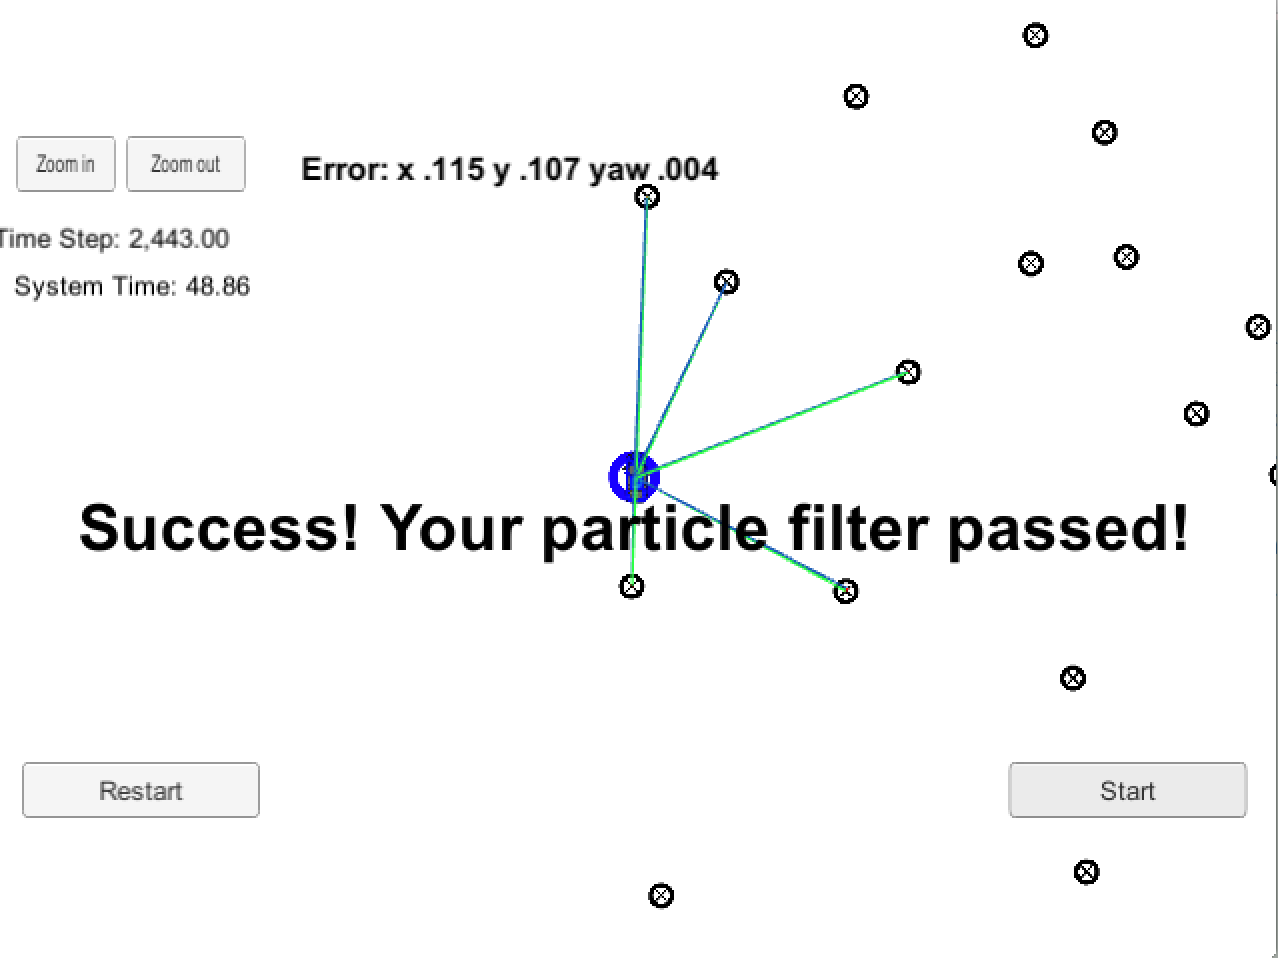 Zoom in
Zoom out
Error: x .115 y .107 yaw .004
Time Step: 2,443.00
System Time: 48.86
Success! Your particle filter passed!
Restart
Start